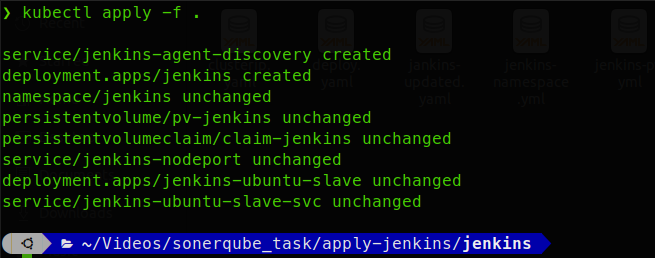 ❯ kubectl apply -f .
service/jenkins-agent-discovery created
deployment.apps/jenkins created
namespace/jenkins unchanged
persistentvolume/pv-jenkins unchanged
persistentvolumeclaim/claim-jenkins unchanged
service/jenkins-nodeport unchanged
deployment.apps/jenkins-ubuntu-slave unchanged
service/jenkins-ubuntu-slave-svc unchanged
~/Videos/sonerqube_task/apply-jenkins/jenkins